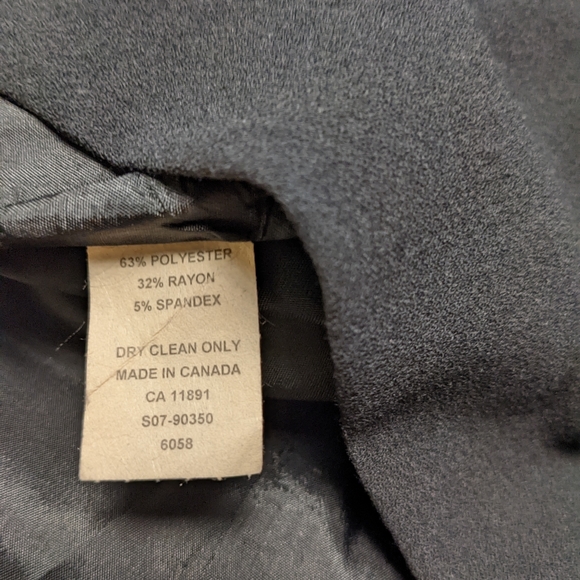 63% POLYESTER
32% RAYON
5% SPANDEX
DRY CLEAN ONLY
MADE IN CANADA
CA 11891
S07-90350
6058